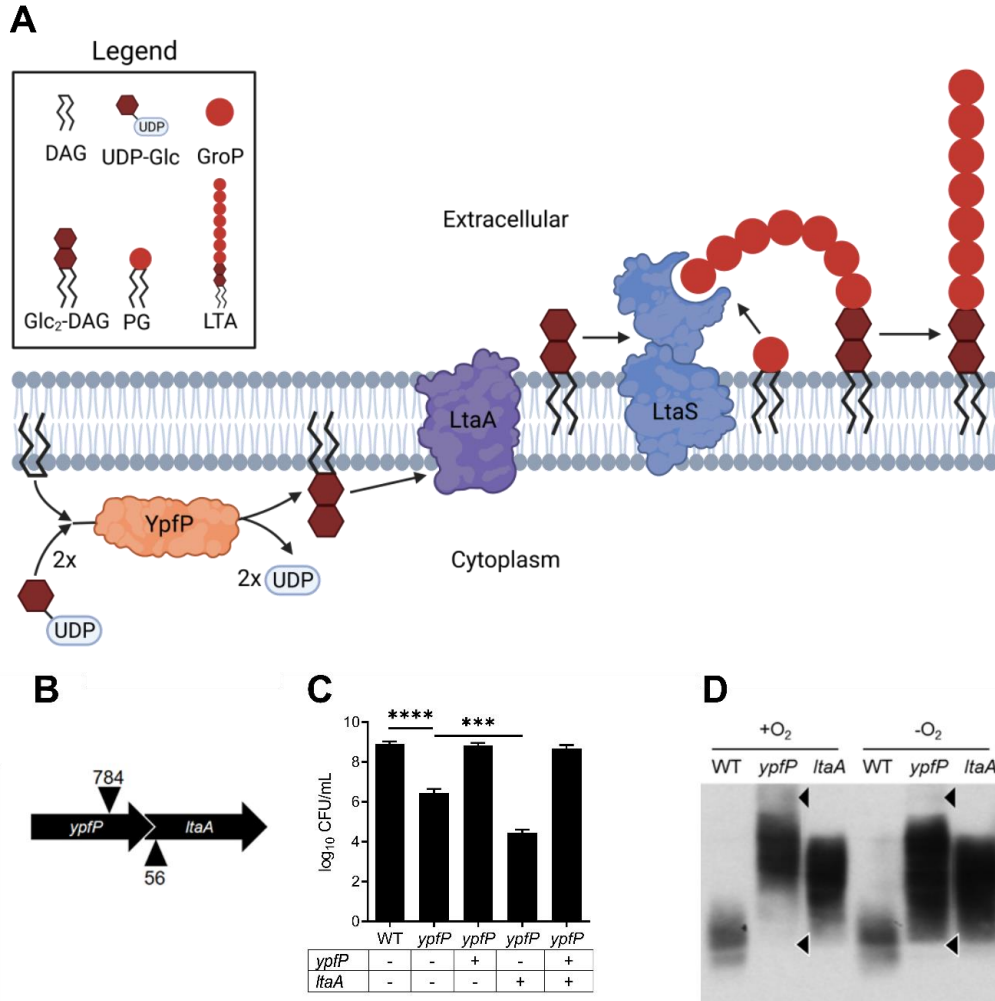 A
Legend
UDP
DAG UDP-Glc GroP
Glc₂-DAG PG LTA
Extracellular
LtaA
LtaS
YpfP
2x
2x UDP
UDP
Cytoplasm
B
784
ypfP ltaA
56
C
**** ***
log₁₀ CFU/mL
10
8
6
4
2
0
WT ypfP ypfP ypfP ypfP
ypfP - - + - +
ltaA - - - + +
D
+O₂ -O₂
WT ypfP ltaA WT ypfP ltaA